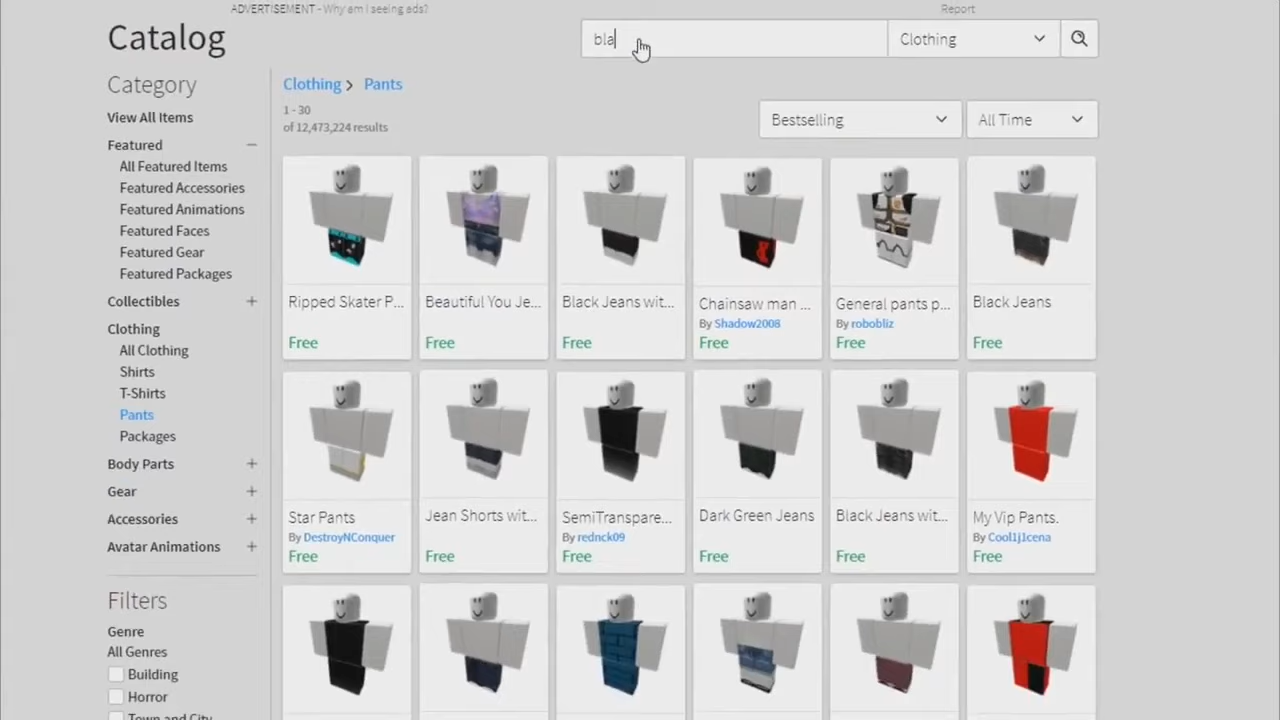 ADVERTISEMENT - Why am I seeing ads?
Report
Catalog
bla
Clothing
Category
View All Items
Featured
All Featured Items
Featured Accessories
Featured Animations
Featured Faces
Featured Gear
Featured Packages
Collectibles
Clothing
All Clothing
Shirts
T-Shirts
Pants
Packages
Body Parts
Gear
Accessories
Avatar Animations
Filters
Genre
All Genres
Building
Horror
Town and City
Clothing > Pants
1 - 30
of 12,473,224 results
Bestselling
All Time
Ripped Skater P...
Free
Beautiful You Je...
Free
Black Jeans wit...
Free
Chainsaw man ...
By Shadow2008
Free
General pants p...
By robobliz
Free
Black Jeans
Free
Star Pants
By DestroyNConquer
Free
Jean Shorts wit...
Free
SemiTranspare...
By rednck09
Free
Dark Green Jeans
Free
Black Jeans wit...
Free
My Vip Pants.
By Cool1j1cena
Free